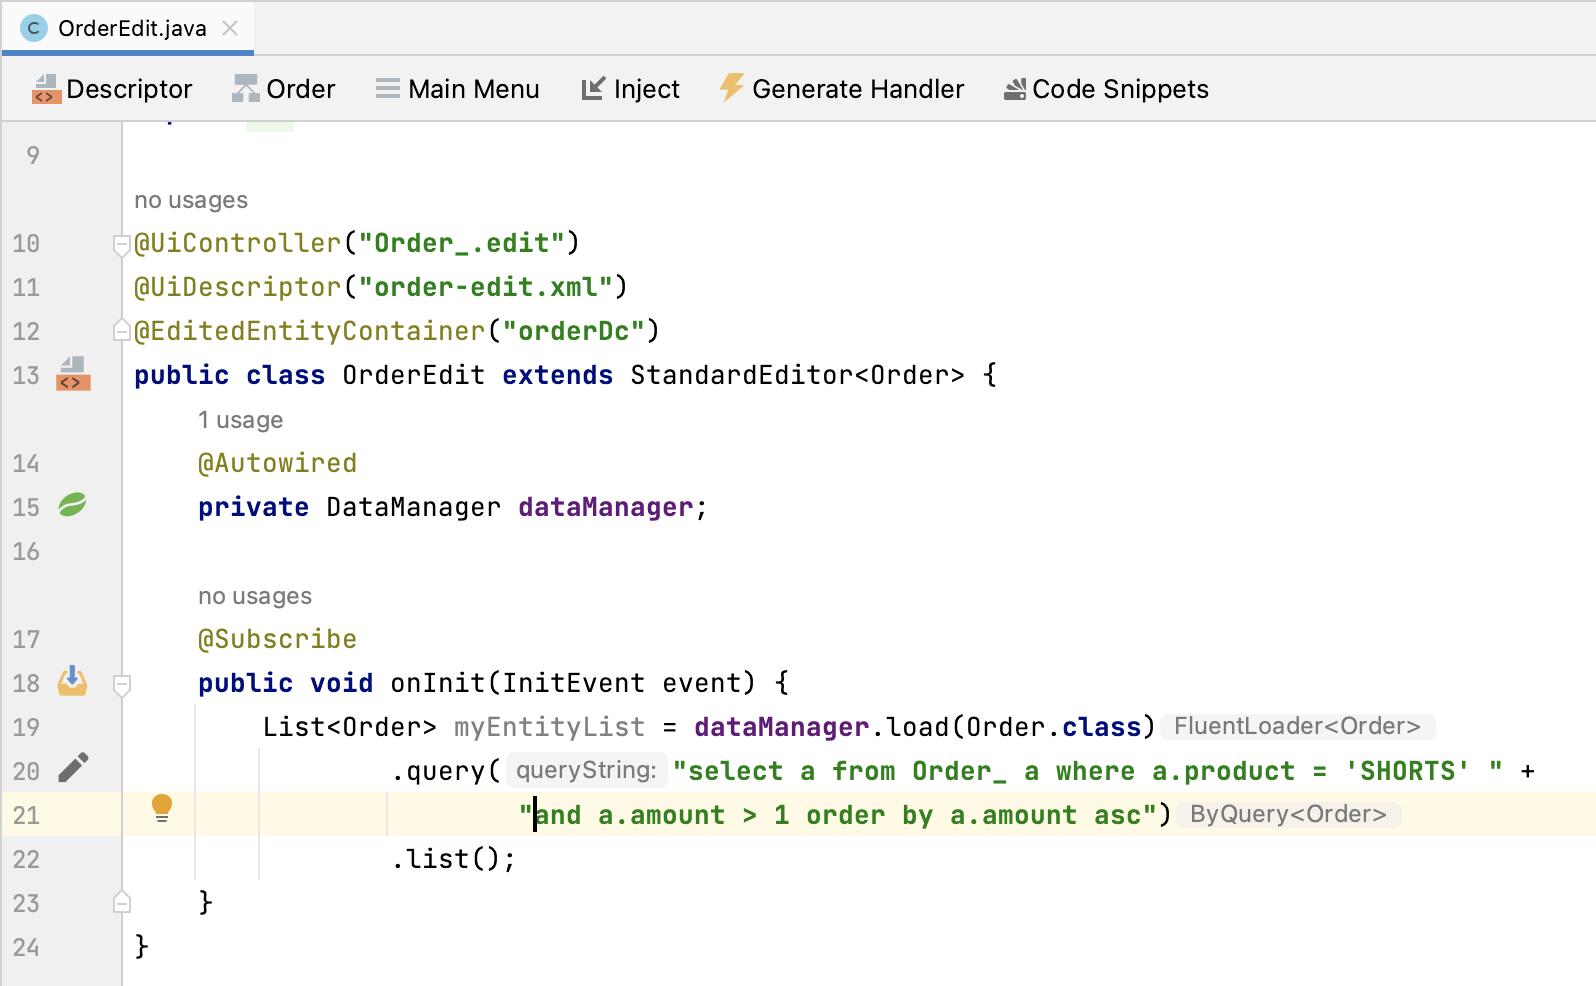 C OrderEdit.java
Descriptor Order Main Menu Inject Generate Handler Code Snippets
9
no usages
10 @UiController("Order_.edit")
11 @UiDescriptor("order-edit.xml")
12 @EditedEntityContainer("orderDc")
13 <> public class OrderEdit extends StandardEditor<Order> {
1 usage
14 @Autowired
15 private DataManager dataManager;
16
no usages
17 @Subscribe
18 public void onInit(InitEvent event) {
19 List<Order> myEntityList = dataManager.load(Order.class) FluentLoader<Order>
20 .query( queryString: "select a from Order_ a where a.product = 'SHORTS' " +
21 "and a.amount > 1 order by a.amount asc") ByQuery<Order>
22 .list();
23 }
24 }